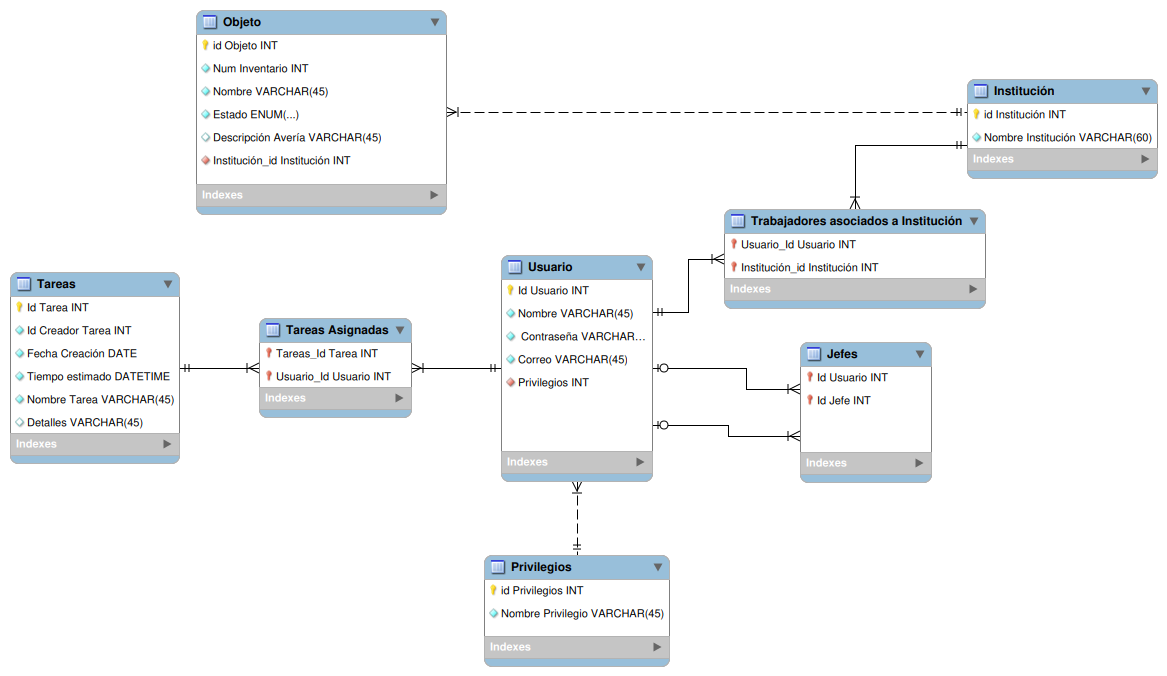 Objeto
id Objeto INT
Num Inventario INT
Nombre VARCHAR(45)
Estado ENUM(...)
Descripción Avería VARCHAR(45)
Institución_id Institución INT
Indexes
Institución
id Institución INT
Nombre Institución VARCHAR(60)
Indexes
Trabajadores asociados a Institución
Usuario_Id Usuario INT
Institución_id Institución INT
Indexes
Tareas
Id Tarea INT
Id Creador Tarea INT
Fecha Creación DATE
Tiempo estimado DATETIME
Nombre Tarea VARCHAR(45)
Detalles VARCHAR(45)
Indexes
Tareas Asignadas
Tareas_Id Tarea INT
Usuario_Id Usuario INT
Indexes
Usuario
Id Usuario INT
Nombre VARCHAR(45)
Contraseña VARCHAR...
Correo VARCHAR(45)
Privilegios INT
Indexes
Jefes
Id Usuario INT
Id Jefe INT
Indexes
Privilegios
id Privilegios INT
Nombre Privilegio VARCHAR(45)
Indexes